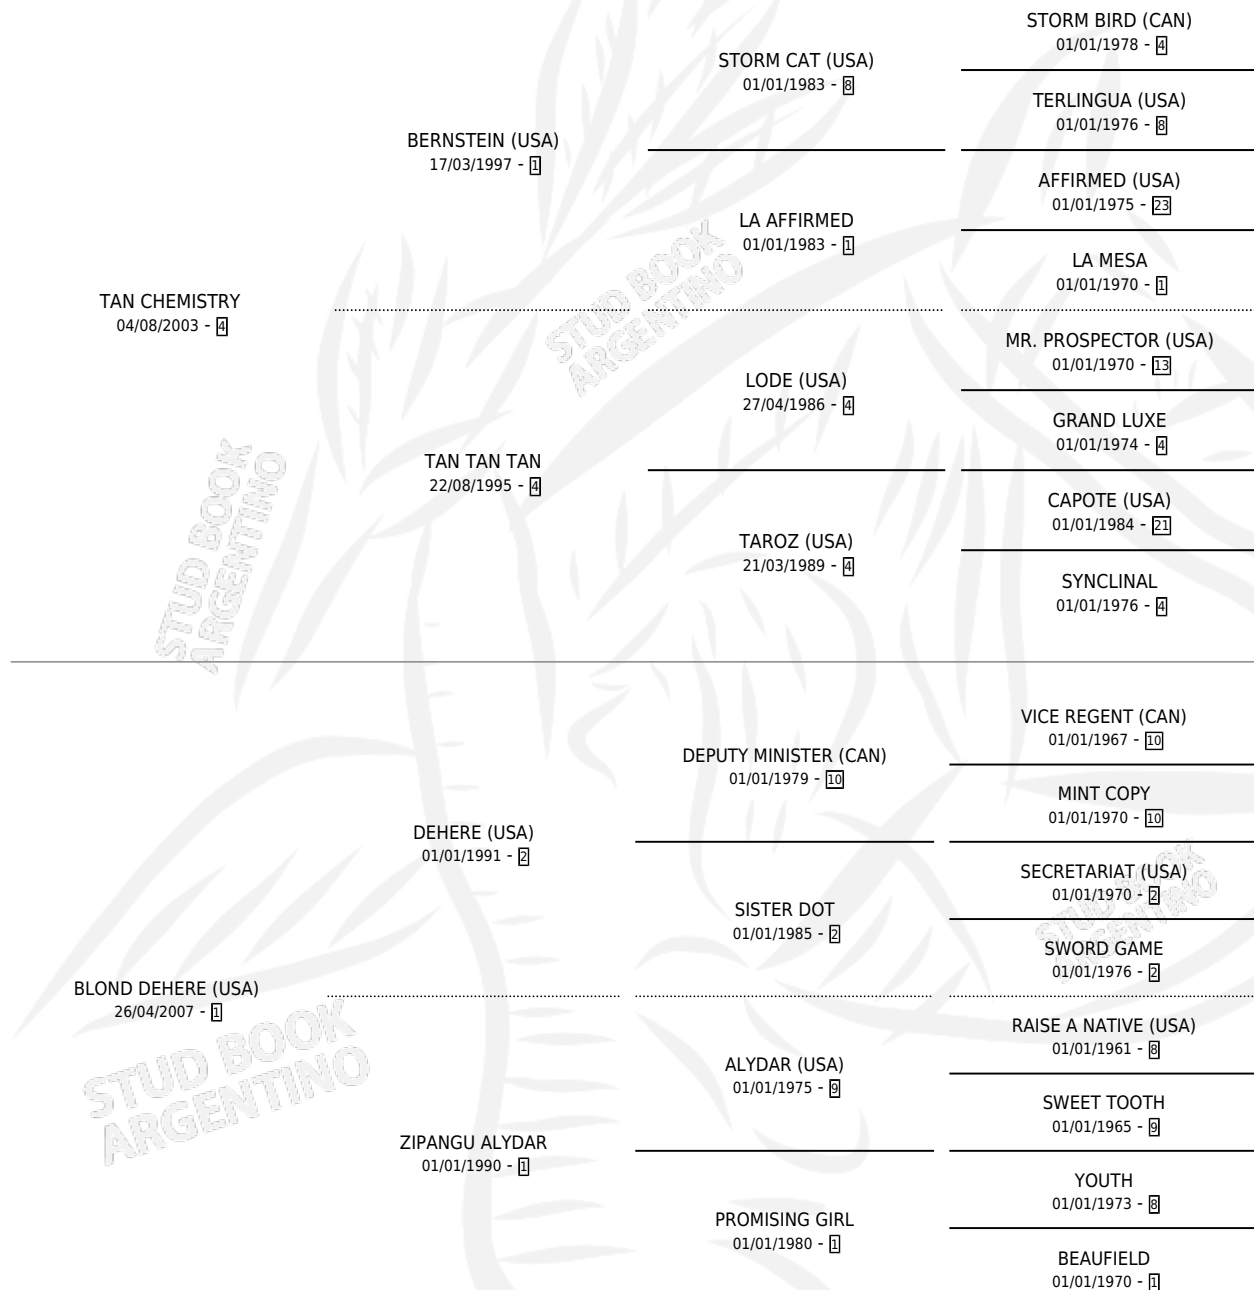 STORM BIRD (CAN)
01/01/1978 - 4
STORM CAT (USA)
01/01/1983 - 8
TERLINGUA (USA)
01/01/1976 - 8
BERNSTEIN (USA)
17/03/1997 - 1
AFFIRMED (USA)
01/01/1975 - 23
LA AFFIRMED
01/01/1983 - 1
LA MESA
01/01/1970 - 1
TAN CHEMISTRY
04/08/2003 - 4
MR. PROSPECTOR (USA)
01/01/1970 - 13
LODE (USA)
27/04/1986 - 4
GRAND LUXE
01/01/1974 - 4
TAN TAN TAN
22/08/1995 - 4
CAPOTE (USA)
01/01/1984 - 21
TAROZ (USA)
21/03/1989 - 4
SYNCLINAL
01/01/1976 - 4
VICE REGENT (CAN)
01/01/1967 - 10
DEPUTY MINISTER (CAN)
01/01/1979 - 10
MINT COPY
01/01/1970 - 10
DEHERE (USA)
01/01/1991 - 2
SECRETARIAT (USA)
01/01/1970 - 2
SISTER DOT
01/01/1985 - 2
SWORD GAME
01/01/1976 - 2
BLOND DEHERE (USA)
26/04/2007 - 1
RAISE A NATIVE (USA)
01/01/1961 - 8
ALYDAR (USA)
01/01/1975 - 9
SWEET TOOTH
01/01/1965 - 9
ZIPANGU ALYDAR
01/01/1990 - 1
YOUTH
01/01/1973 - 8
PROMISING GIRL
01/01/1980 - 1
BEAUFIELD
01/01/1970 - 1
STUD BOOK
ARGENTINO
STUD BOOK
ARGENTINO
STUD BOOK
ARGENTINO
STUD BOOK
ARGENTINO